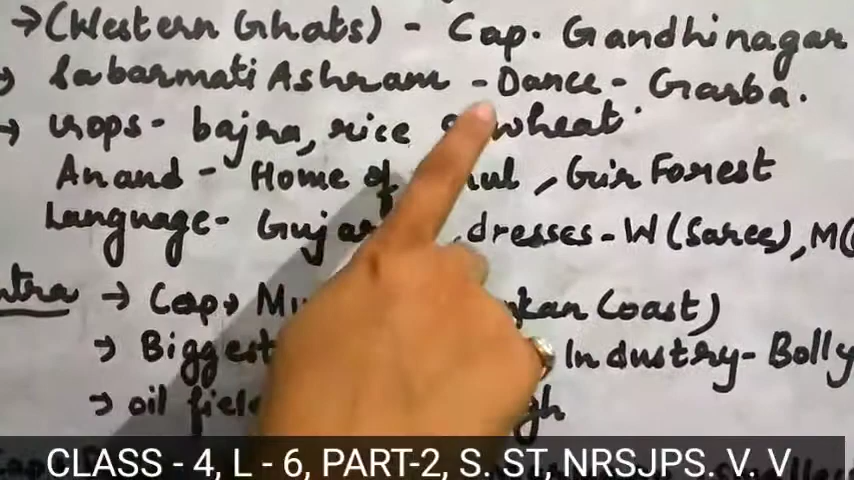 →(Western Ghats) - Cap. Gandhinagar
→ Sabarmati Ashram - Dance - Garba.
→ crops - bajra, rice wheat
Anand - Home of , Gir Forest
Language - , dresses - W (Saree), M(
→ Cap, Coast)
→ Biggest Industry - Bolly
→ oil
CLASS - 4, L - 6, PART-2, S. ST, NRSJPS. V. V